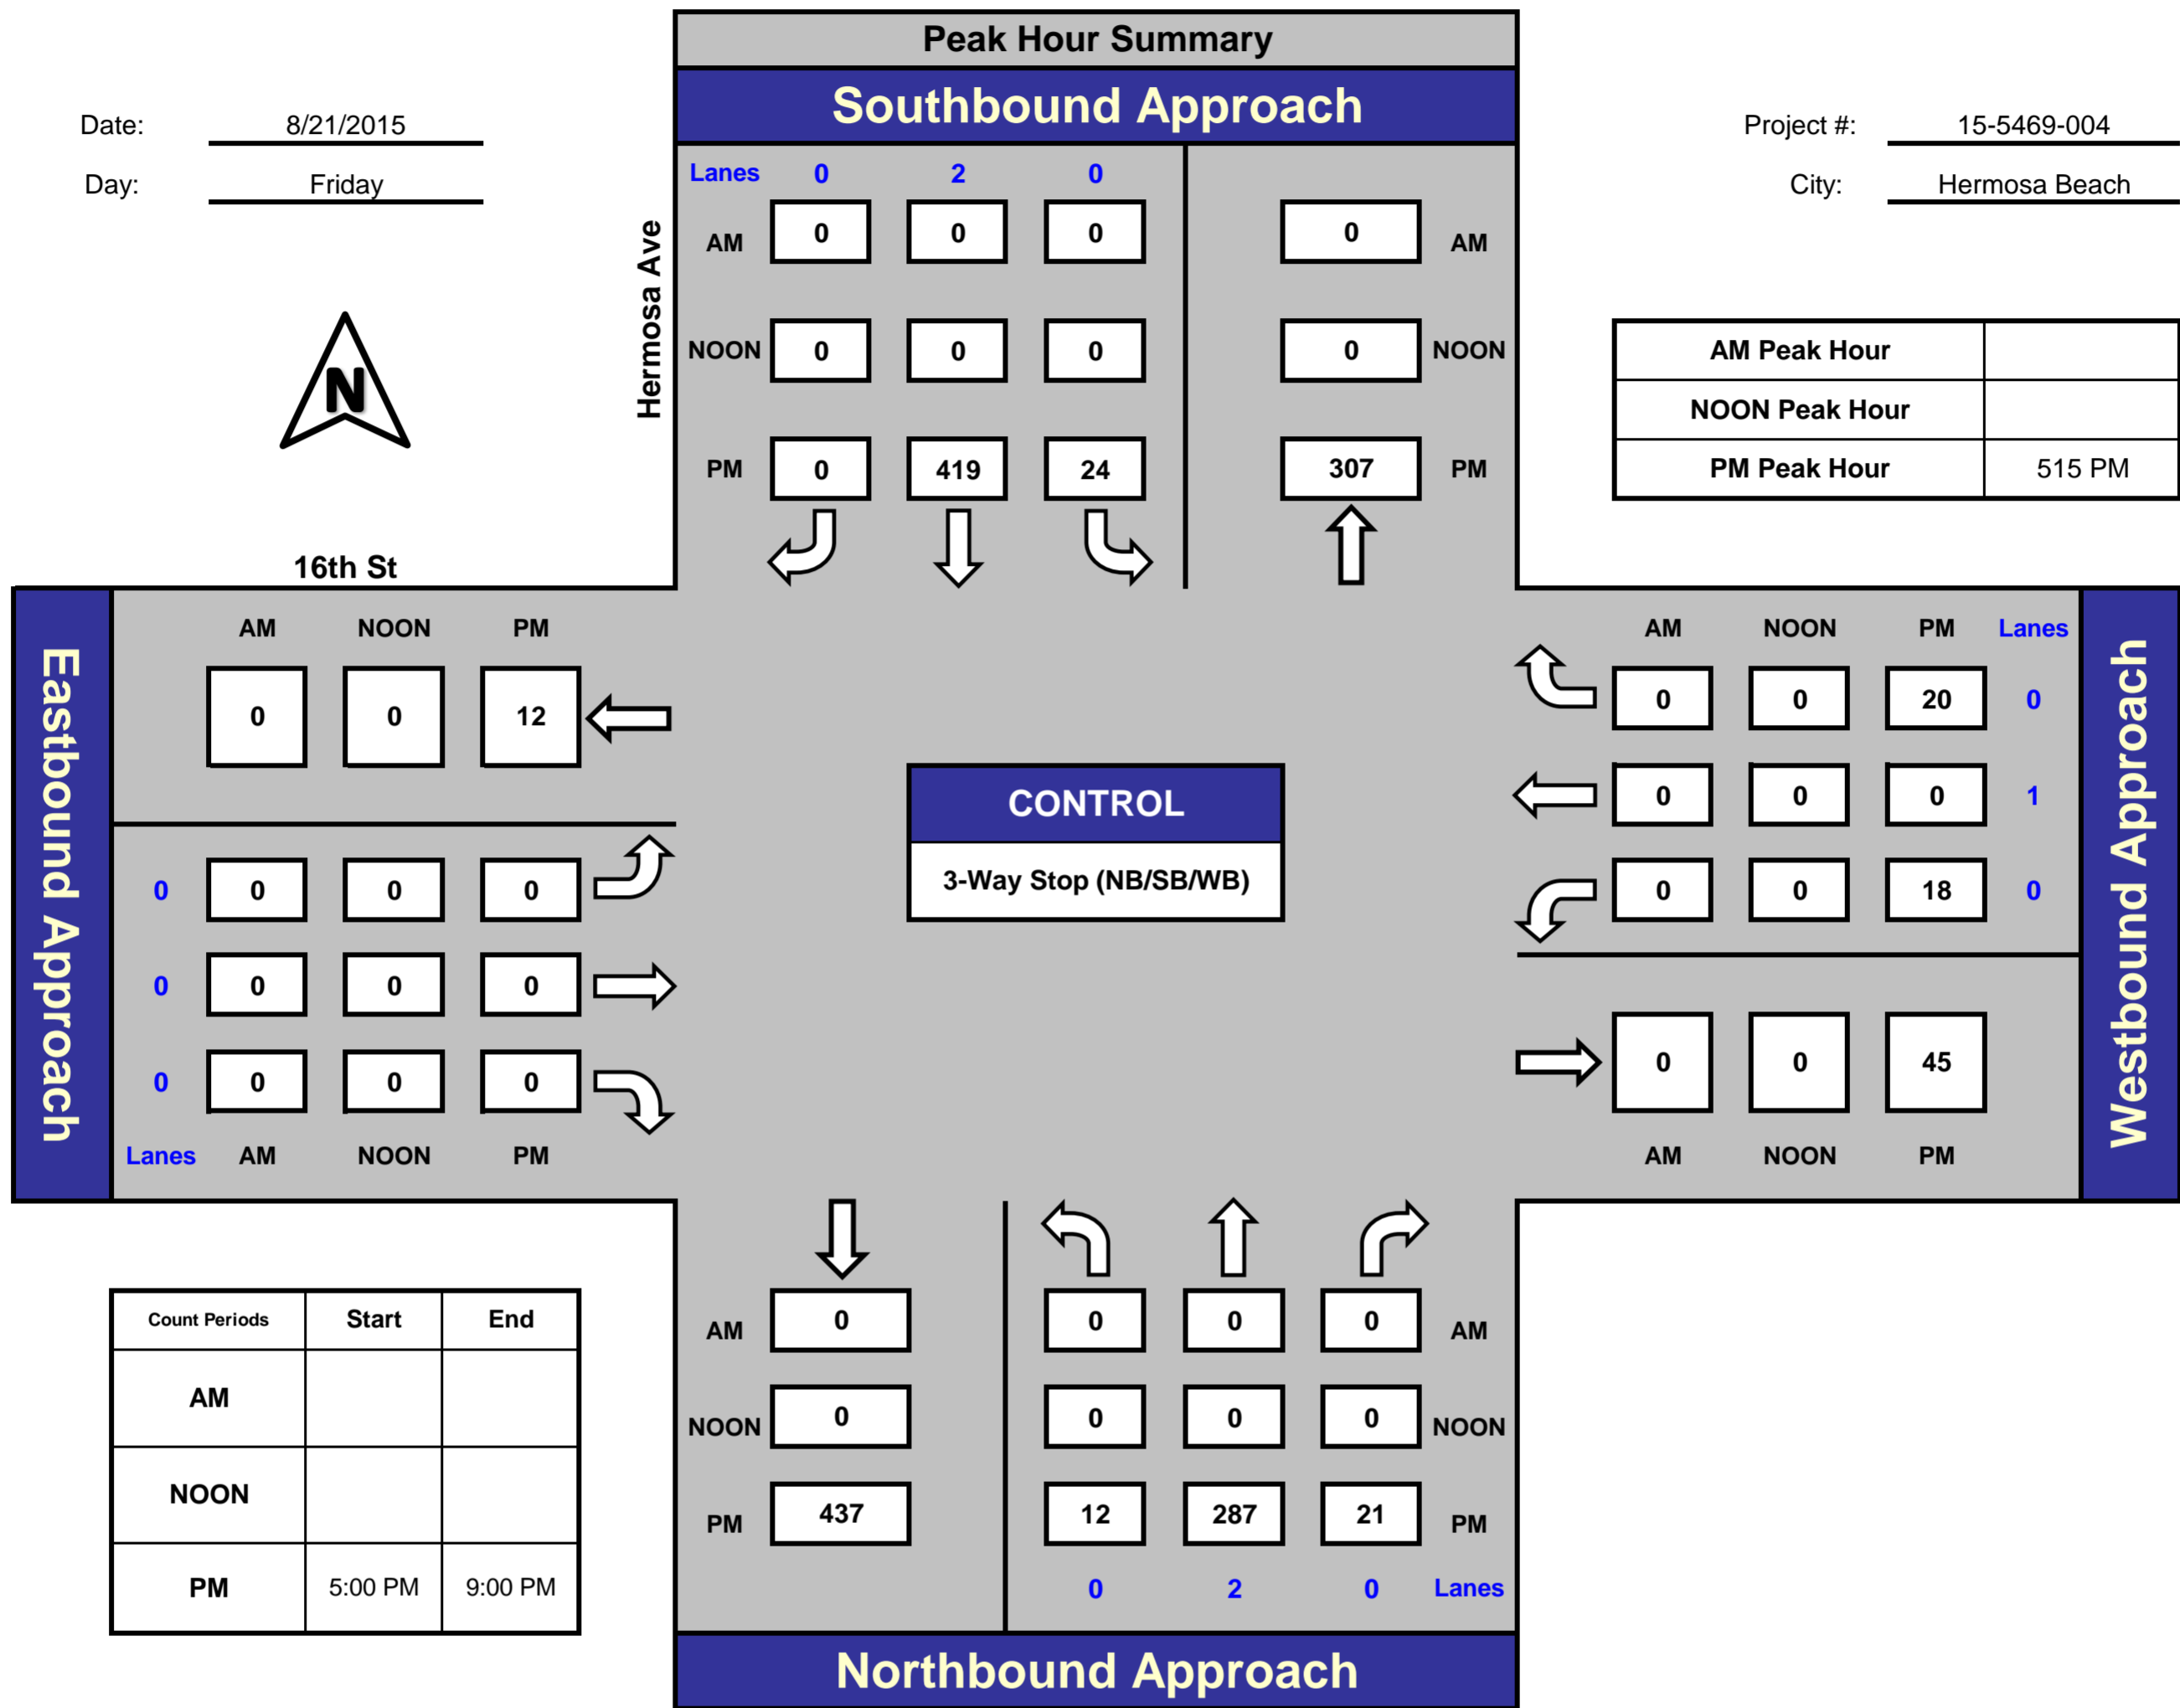 Peak Hour Summary
Southbound Approach
Date: 8/21/2015
Project #: 15-5469-004
Day: Friday
City: Hermosa Beach
Hermosa Ave
Lanes 0 2 0
AM 0 0 0 0 AM
NOON 0 0 0 0 NOON
PM 0 419 24 307 PM
N
AM Peak Hour
NOON Peak Hour
PM Peak Hour 515 PM
16th St
Eastbound Approach
AM NOON PM
0 0 12
0 0 0 0
0 0 0 0
0 0 0 0
Lanes AM NOON PM
CONTROL
3-Way Stop (NB/SB/WB)
AM NOON PM Lanes
0 0 20 0
0 0 0 1
0 0 18 0
0 0 45
AM NOON PM
Westbound Approach
Count Periods Start End
AM
NOON
PM 5:00 PM 9:00 PM
AM 0 0 0 0 AM
NOON 0 0 0 0 NOON
PM 437 12 287 21 PM
0 2 0 Lanes
Northbound Approach